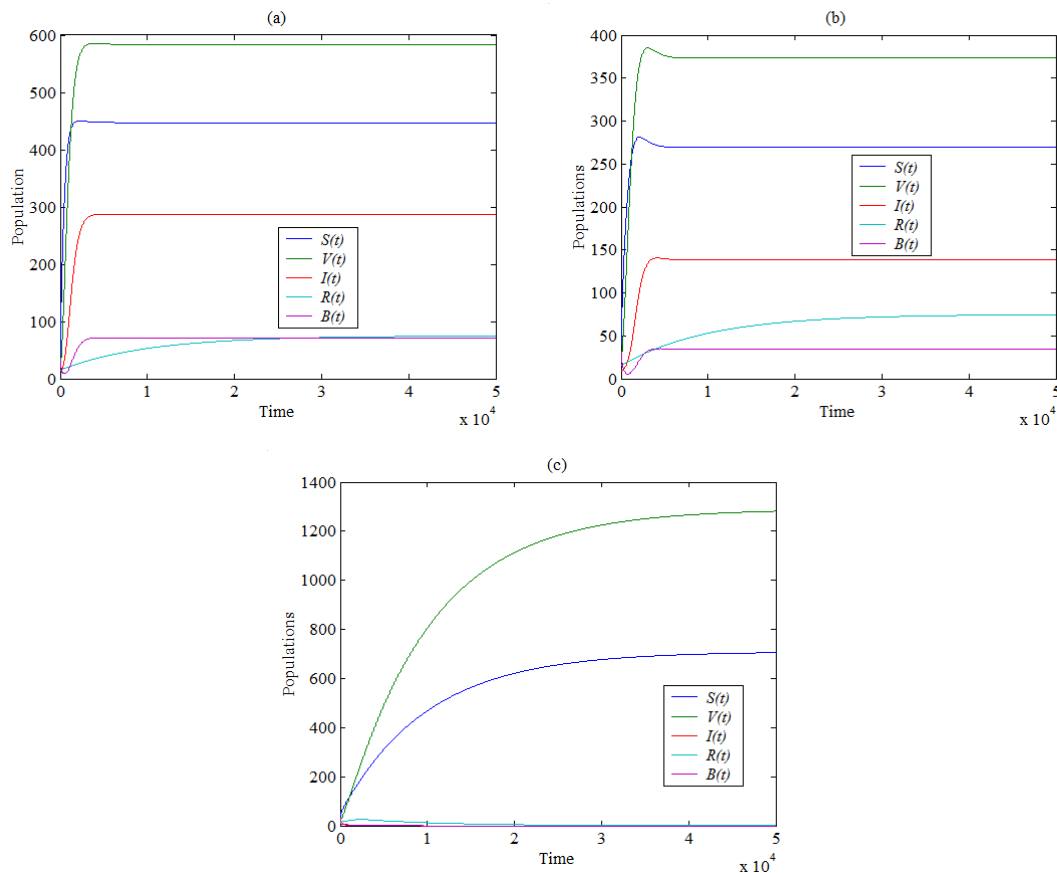 (a)
600
500
400
300
200
100
0
Population
S(t)
V(t)
I(t)
R(t)
B(t)
0 1 2 3 4 5
Time
x 10^4
(b)
400
350
300
250
200
150
100
50
0
Populations
S(t)
V(t)
I(t)
R(t)
B(t)
0 1 2 3 4 5
Time
x 10^4
(c)
1400
1200
1000
800
600
400
200
0
Populations
S(t)
V(t)
I(t)
R(t)
B(t)
0 1 2 3 4 5
Time
x 10^4